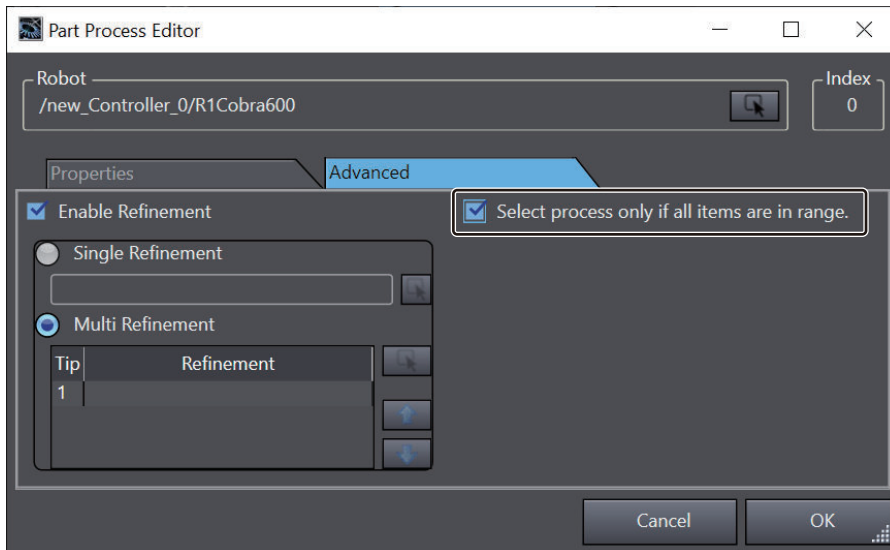 Part Process Editor
Robot
Index
/new_Controller_0/R1Cobra600
0
Properties
Advanced
Enable Refinement
Select process only if all items are in range.
Single Refinement
Multi Refinement
Tip
Refinement
1
Cancel
OK